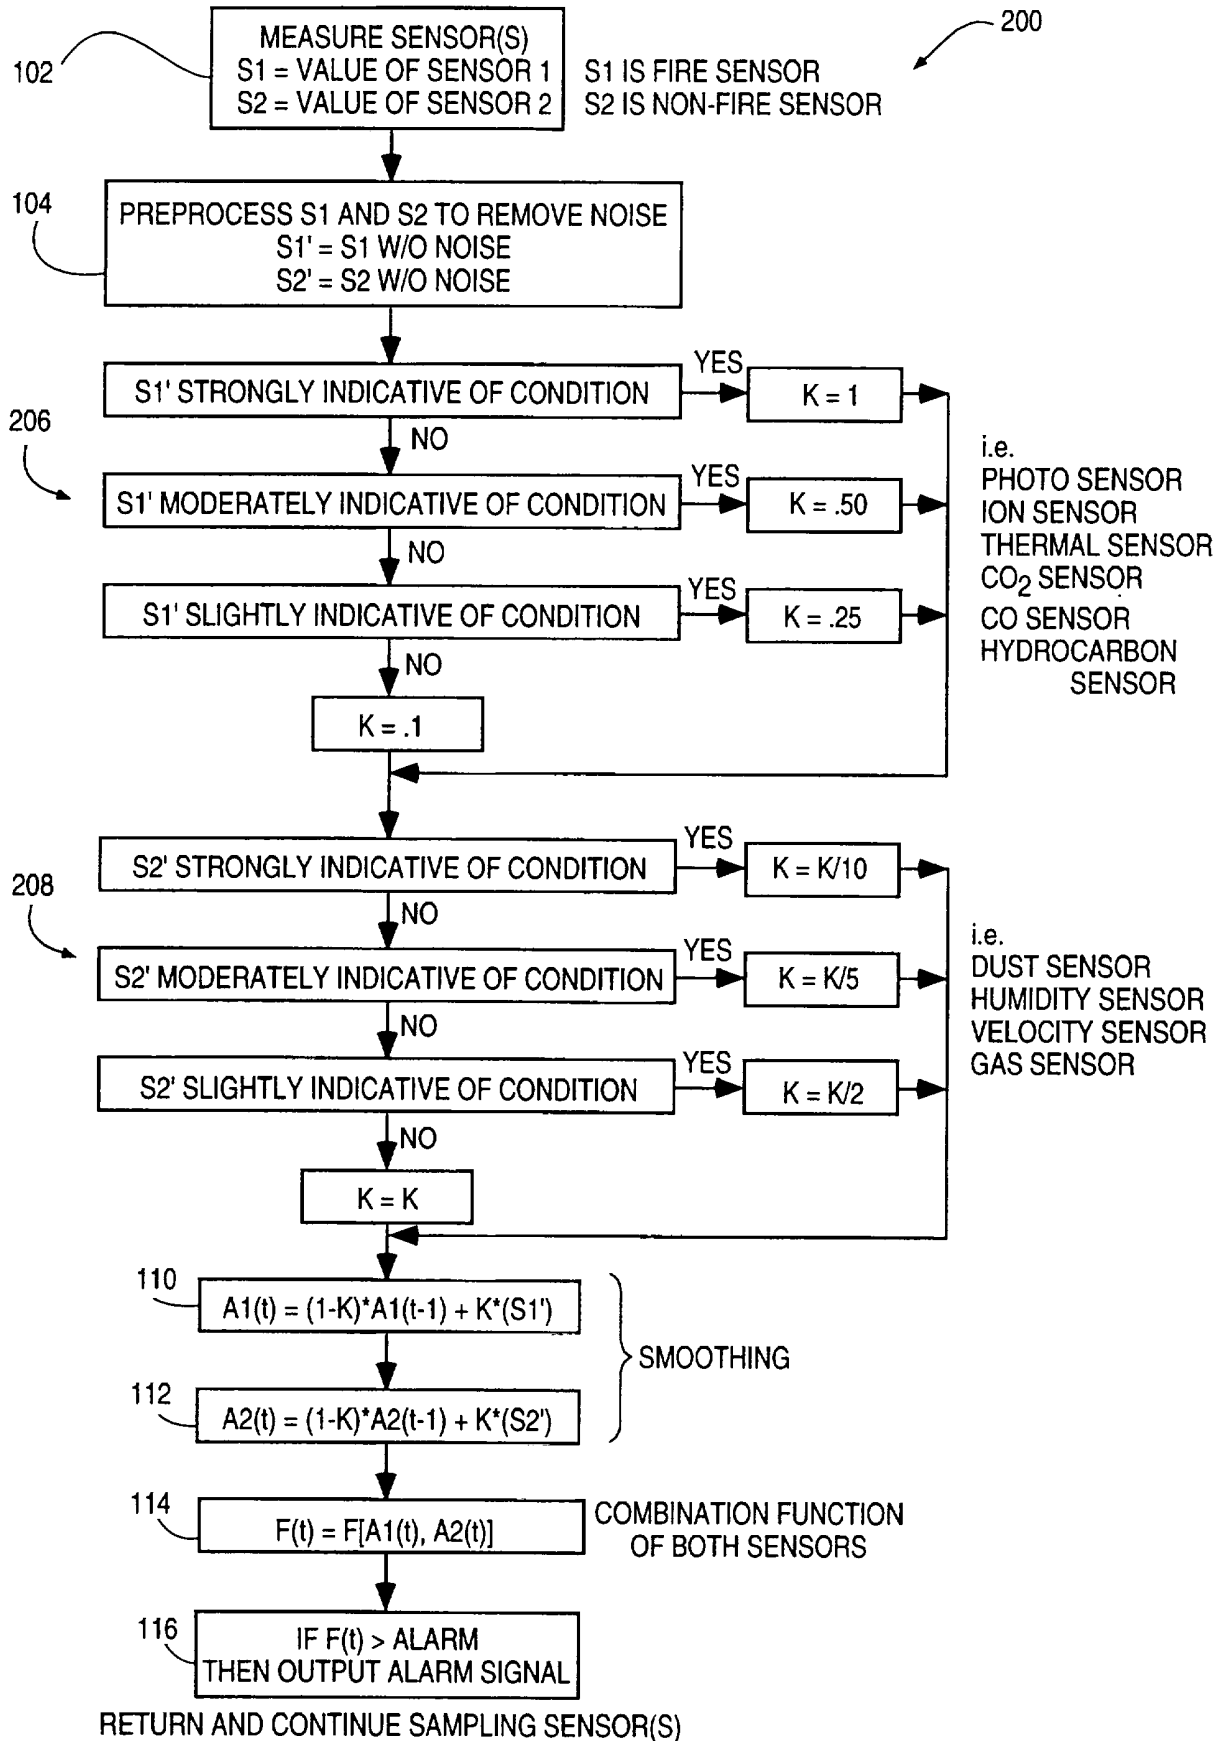 200
MEASURE SENSOR(S)
S1 = VALUE OF SENSOR 1
S2 = VALUE OF SENSOR 2
102
S1 IS FIRE SENSOR
S2 IS NON-FIRE SENSOR
104
PREPROCESS S1 AND S2 TO REMOVE NOISE
S1' = S1 W/O NOISE
S2' = S2 W/O NOISE
206
S1' STRONGLY INDICATIVE OF CONDITION
YES
K = 1
NO
S1' MODERATELY INDICATIVE OF CONDITION
YES
K = .50
NO
S1' SLIGHTLY INDICATIVE OF CONDITION
YES
K = .25
NO
K = .1
i.e.
PHOTO SENSOR
ION SENSOR
THERMAL SENSOR
CO2 SENSOR
CO SENSOR
HYDROCARBON
SENSOR
208
S2' STRONGLY INDICATIVE OF CONDITION
YES
K = K/10
NO
S2' MODERATELY INDICATIVE OF CONDITION
YES
K = K/5
NO
S2' SLIGHTLY INDICATIVE OF CONDITION
YES
K = K/2
NO
K = K
i.e.
DUST SENSOR
HUMIDITY SENSOR
VELOCITY SENSOR
GAS SENSOR
110
A1(t) = (1-K)*A1(t-1) + K*(S1')
SMOOTHING
112
A2(t) = (1-K)*A2(t-1) + K*(S2')
114
F(t) = F[A1(t), A2(t)]
COMBINATION FUNCTION
OF BOTH SENSORS
116
IF F(t) > ALARM
THEN OUTPUT ALARM SIGNAL
RETURN AND CONTINUE SAMPLING SENSOR(S)